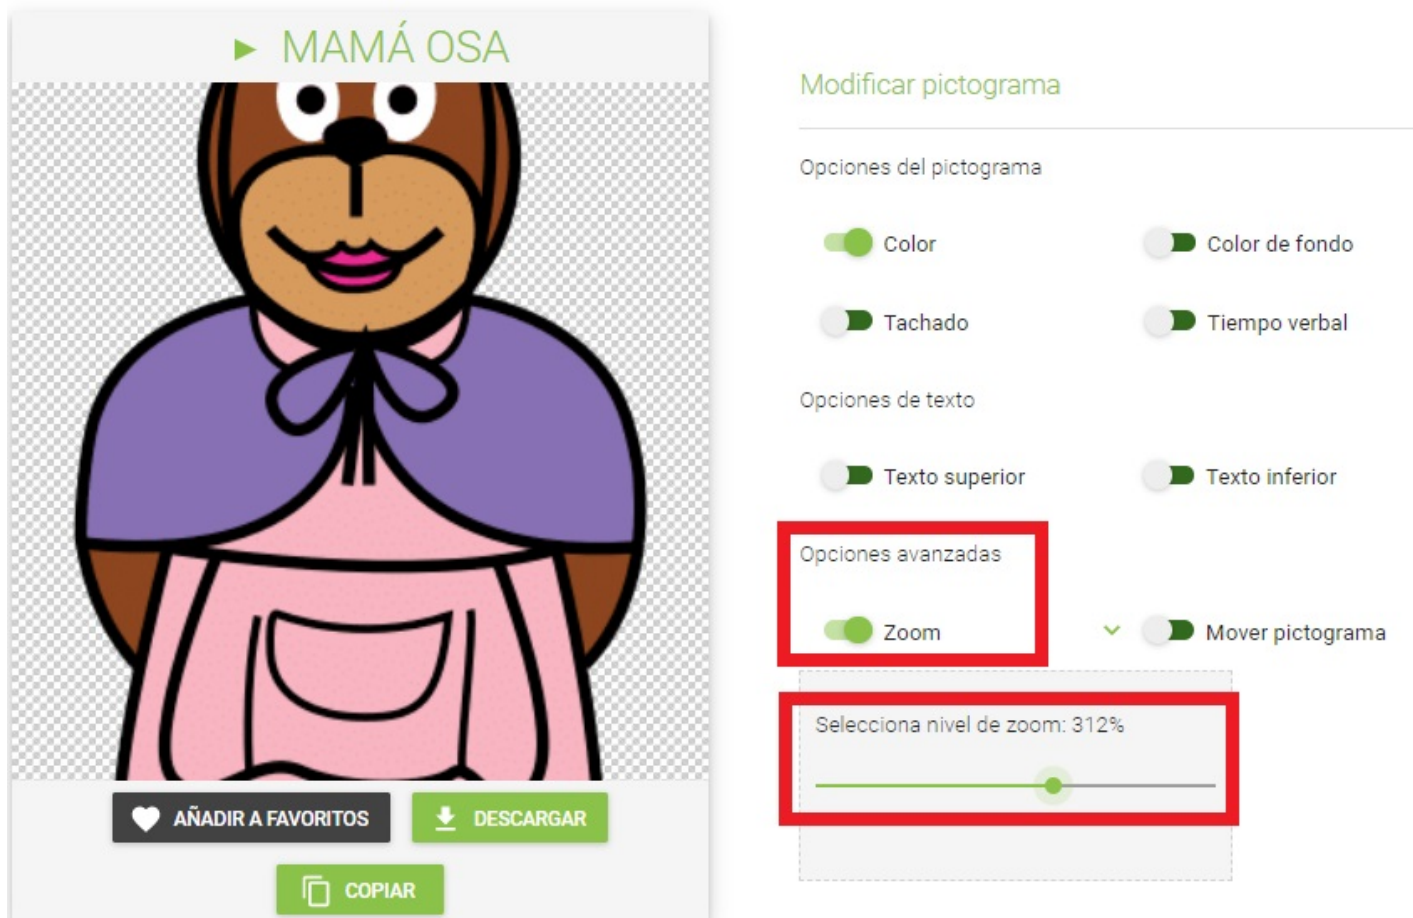 MAMÁ OSA
AÑADIR A FAVORITOS
DESCARGAR
COPIAR
Modificar pictograma
Opciones del pictograma
Color
Color de fondo
Tachado
Tiempo verbal
Opciones de texto
Texto superior
Texto inferior
Opciones avanzadas
Zoom
Mover pictograma
Selecciona nivel de zoom: 312%